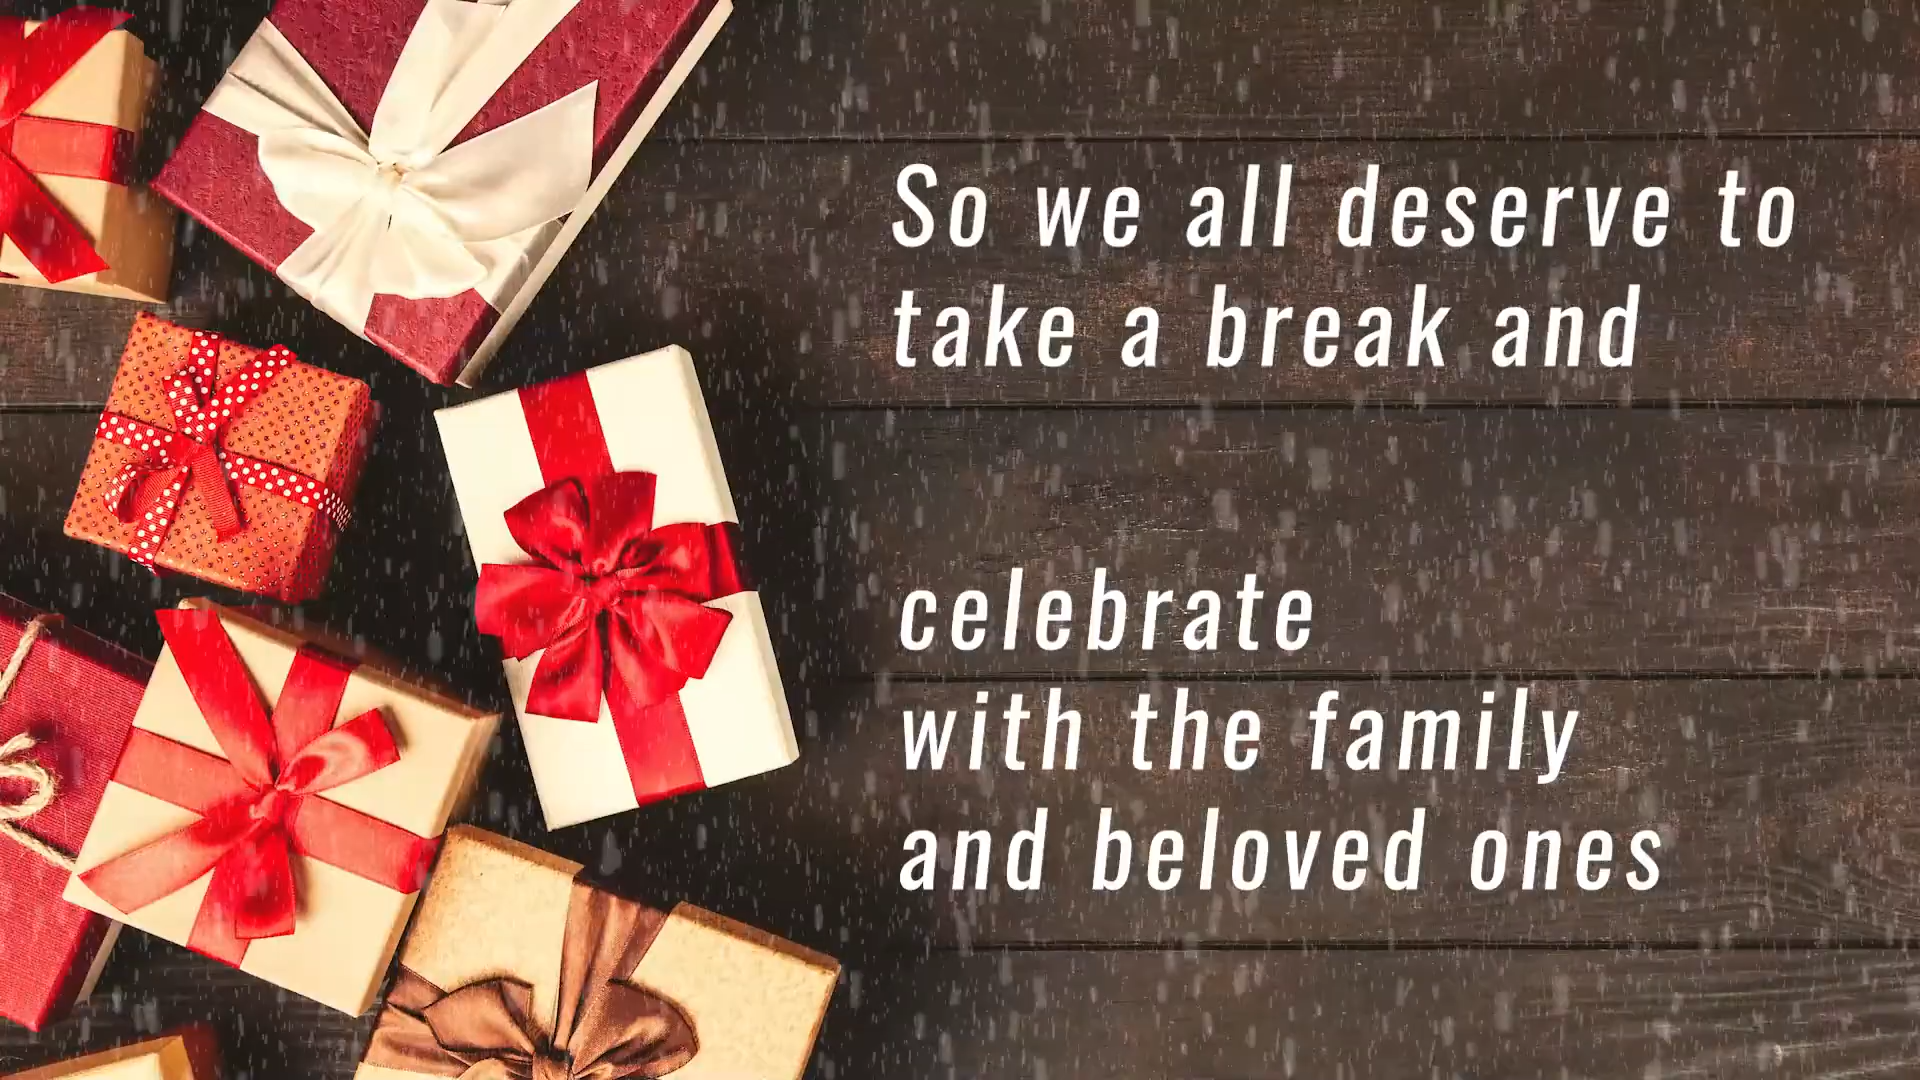 So we all deserve to
take a break and
celebrate
with the family
and beloved ones